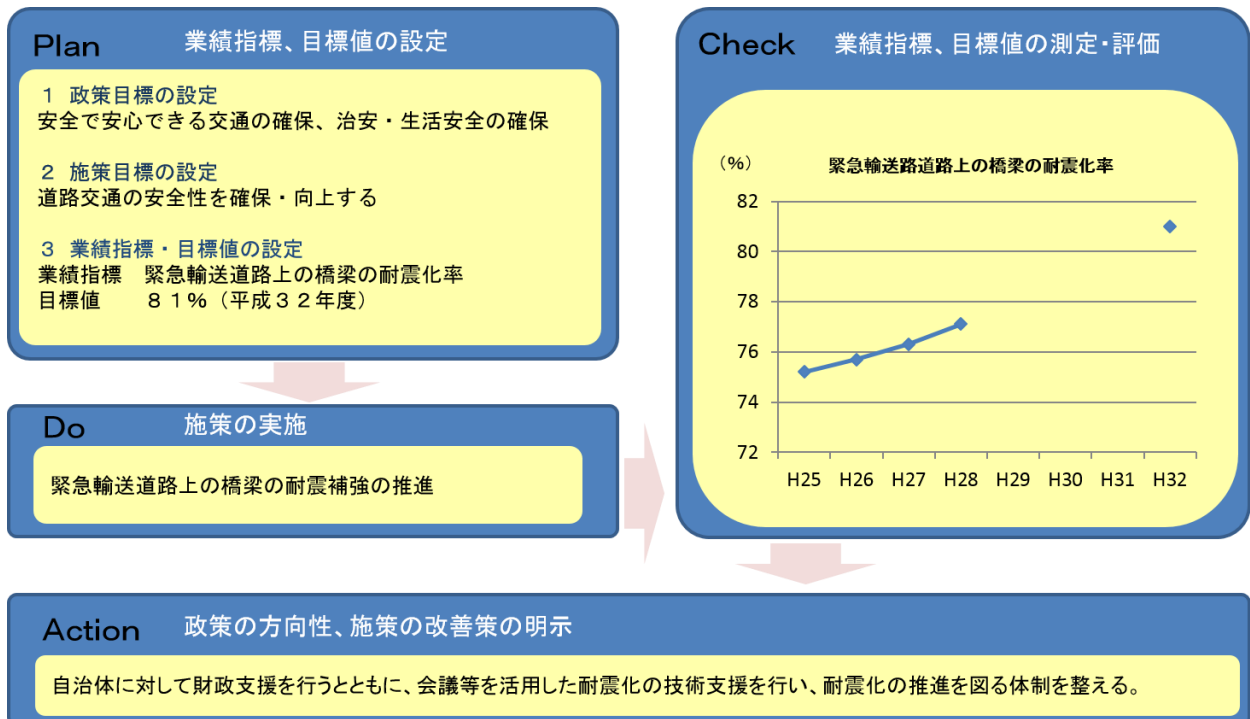 Plan 業績指標、目標値の設定
１ 政策目標の設定
安全で安心できる交通の確保、治安・生活安全の確保
２ 施策目標の設定
道路交通の安全性を確保・向上する
３ 業績指標・目標値の設定
業績指標 緊急輸送道路上の橋梁の耐震化率
目標値 ８１％（平成３２年度）
Do 施策の実施
緊急輸送道路上の橋梁の耐震補強の推進
Check 業績指標、目標値の測定・評価
（%） 緊急輸送路道路上の橋梁の耐震化率
82
80
78
76
74
72
H25 H26 H27 H28 H29 H30 H31 H32
Action 政策の方向性、施策の改善策の明示
自治体に対して財政支援を行うとともに、会議等を活用した耐震化の技術支援を行い、耐震化の推進を図る体制を整える。